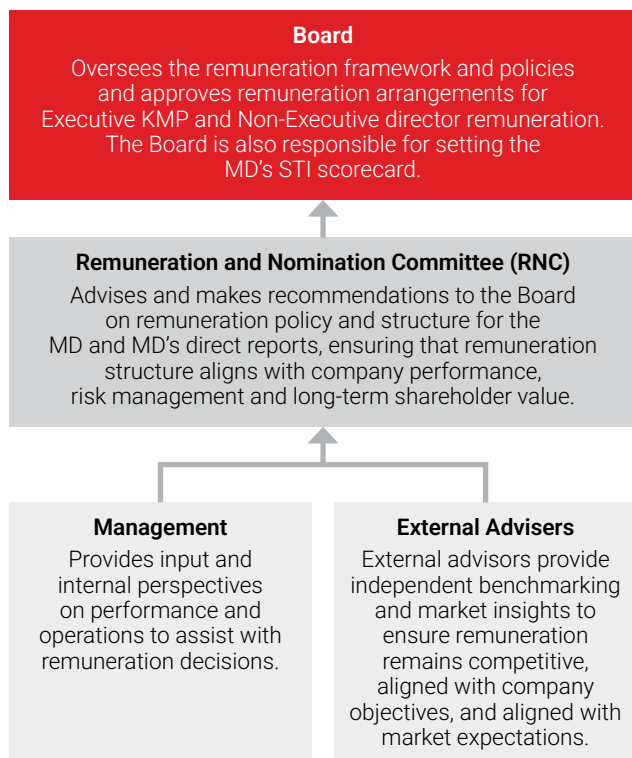 Board
Oversees the remuneration framework and policies
and approves remuneration arrangements for
Executive KMP and Non-Executive director remuneration.
The Board is also responsible for setting the
MD's STI scorecard.
Remuneration and Nomination Committee (RNC)
Advises and makes recommendations to the Board
on remuneration policy and structure for the
MD and MD's direct reports, ensuring that remuneration
structure aligns with company performance,
risk management and long-term shareholder value.
Management
Provides input and
internal perspectives
on performance and
operations to assist with
remuneration decisions.
External Advisers
External advisors provide
independent benchmarking
and market insights to
ensure remuneration
remains competitive,
aligned with company
objectives, and aligned with
market expectations.